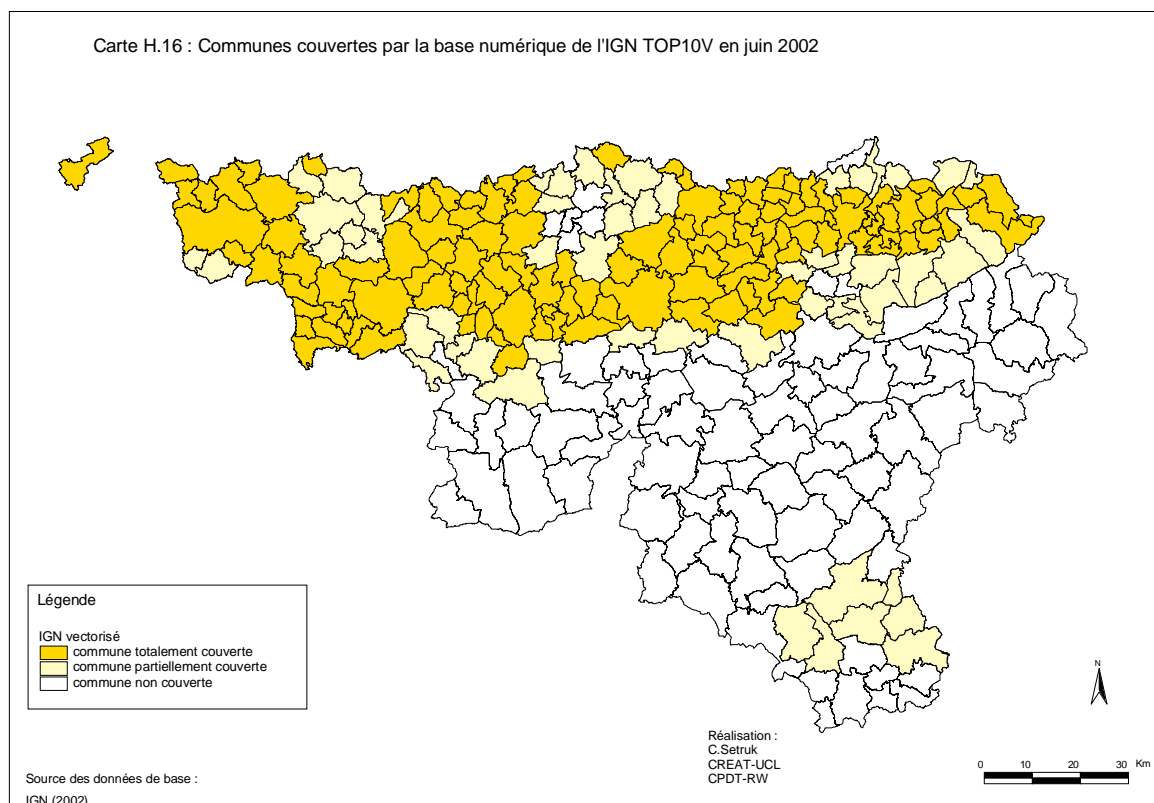 Carte H.16 : Communes couvertes par la base numérique de l'IGN TOP10V en juin 2002
Légende
IGN vectorisé
commune totalement couverte
commune partiellement couverte
commune non couverte
N
Réalisation :
C.Setruk
CREAT-UCL
CPDT-RW
0 10 20 30 Km
Source des données de base :
IGN (2002)